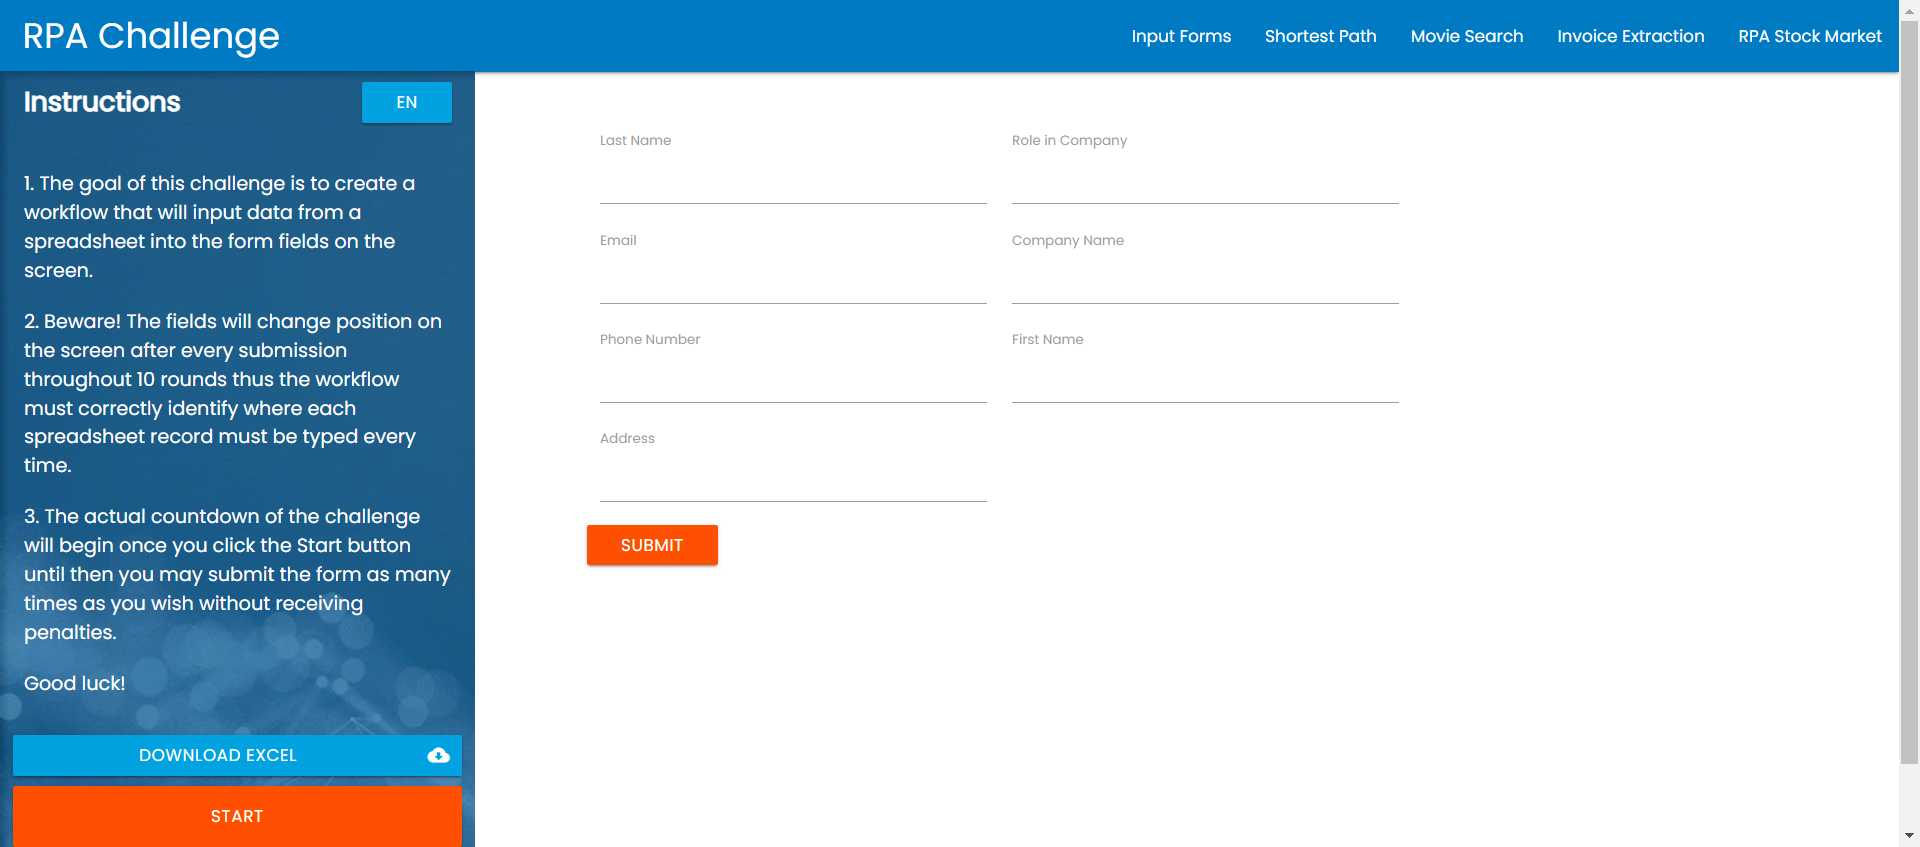 RPA Challenge
Input Forms
Shortest Path
Movie Search
Invoice Extraction
RPA Stock Market
Instructions
EN
1. The goal of this challenge is to create a
workflow that will input data from a
spreadsheet into the form fields on the
screen.
2. Beware! The fields will change position on
the screen after every submission
throughout 10 rounds thus the workflow
must correctly identify where each
spreadsheet record must be typed every
time.
3. The actual countdown of the challenge
will begin once you click the Start button
until then you may submit the form as many
times as you wish without receiving
penalties.
Good luck!
DOWNLOAD EXCEL
START
Last Name
Role in Company
Email
Company Name
Phone Number
First Name
Address
SUBMIT